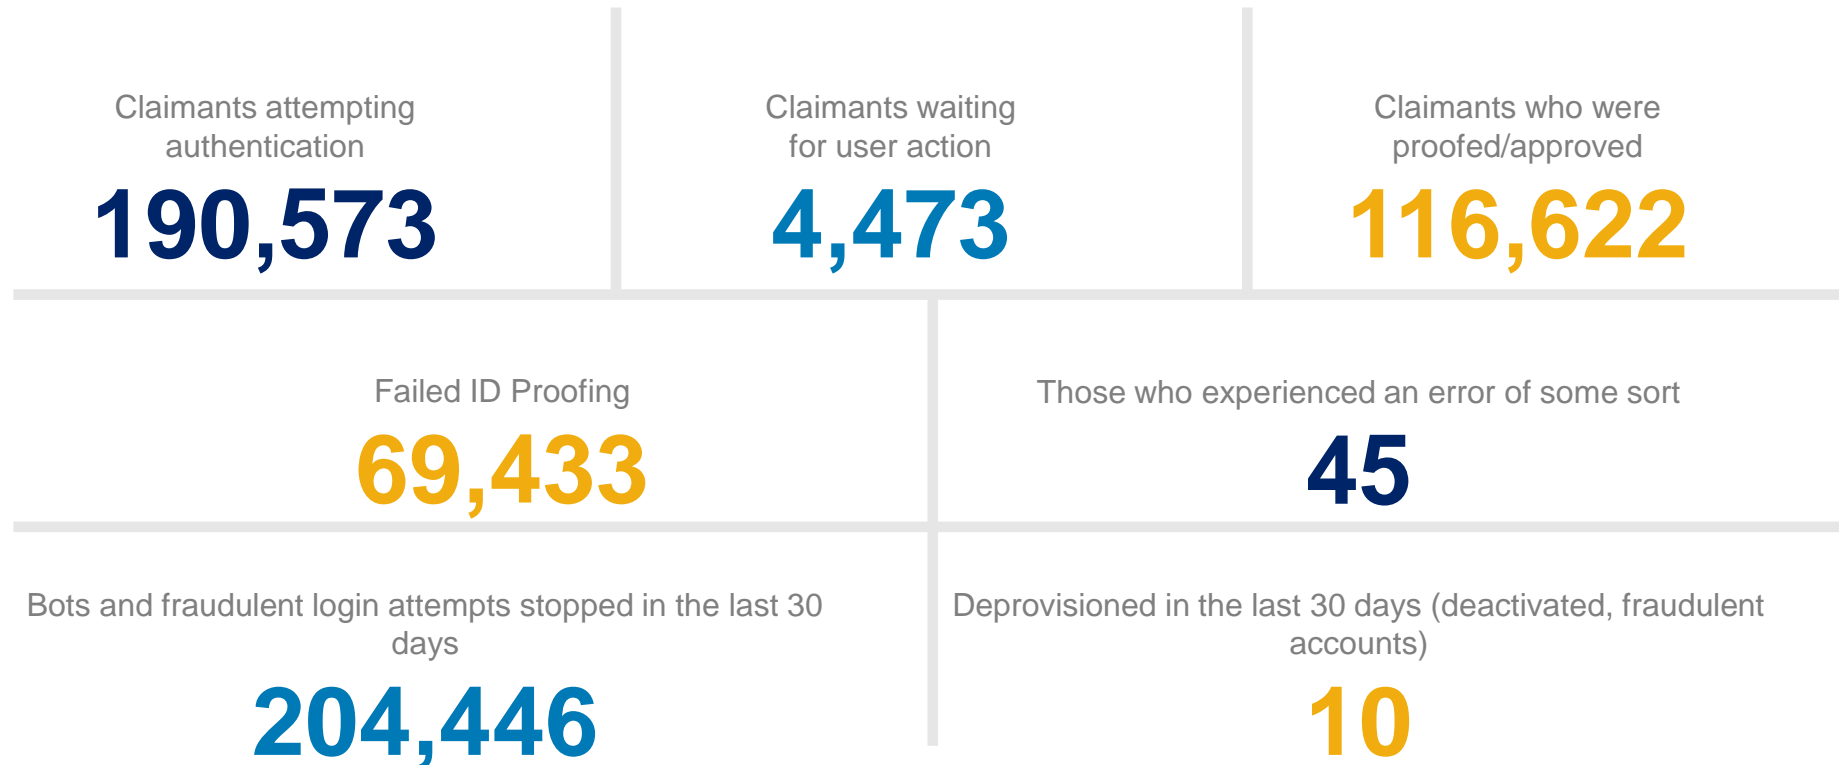 Claimants attempting
authentication
190,573
Claimants waiting
for user action
4,473
Claimants who were
proofed/approved
116,622
Failed ID Proofing
69,433
Those who experienced an error of some sort
45
Bots and fraudulent login attempts stopped in the last 30
days
204,446
Deprovisioned in the last 30 days (deactivated, fraudulent
accounts)
10